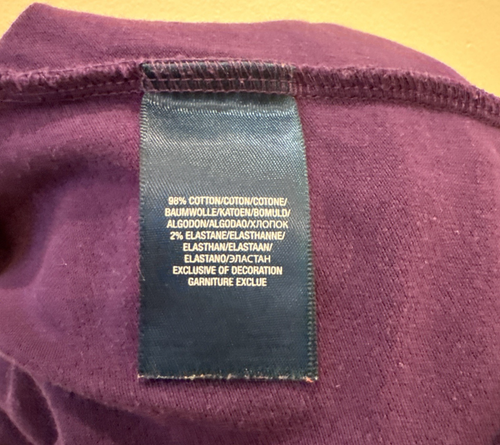 98% COTTON/COTON/COTONE/
BAUMWOLLE/KATOEN/BOMULD/
ALGODON/ALGODAO/ХЛОПОК
2% ELASTANE/ELASTHANNE/
ELASTHAN/ELASTAAN/
ELASTANO/ЭЛАСТАН
EXCLUSIVE OF DECORATION
GARNITURE EXCLUE